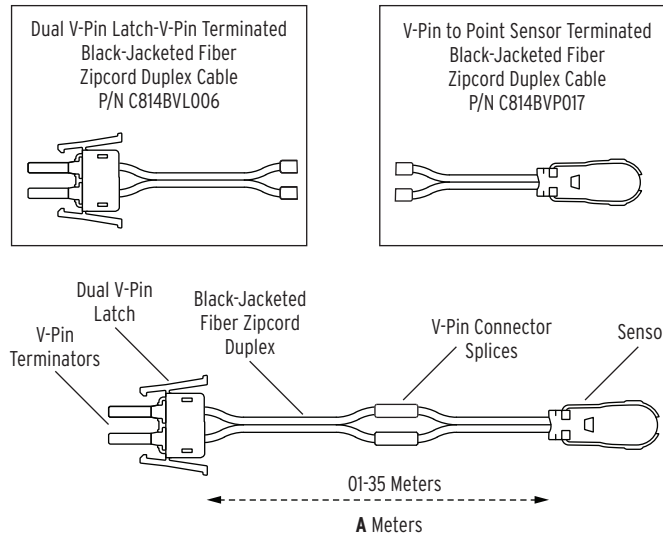 Dual V-Pin Latch-V-Pin Terminated
Black-Jacketed Fiber
Zipcord Duplex Cable
P/N C814BVL006
V-Pin to Point Sensor Terminated
Black-Jacketed Fiber
Zipcord Duplex Cable
P/N C814BVP017
Dual V-Pin
Latch
V-Pin
Terminators
Black-Jacketed
Fiber Zipcord
Duplex
V-Pin Connector
Splices
Senso
01-35 Meters
A Meters